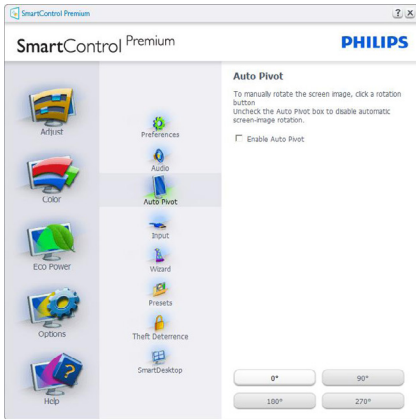 SmartControl Premium
? X
SmartControl Premium
PHILIPS
Adjust
Color
Eco Power
Options
Help
Preferences
Audio
Auto Pivot
Input
Wizard
Presets
Theft Deterrence
SmartDesktop
Auto Pivot
To manually rotate the screen image, click a rotation
button
Uncheck the Auto Pivot box to disable automatic
screen-image rotation.
Enable Auto Pivot
0° 90°
180° 270°